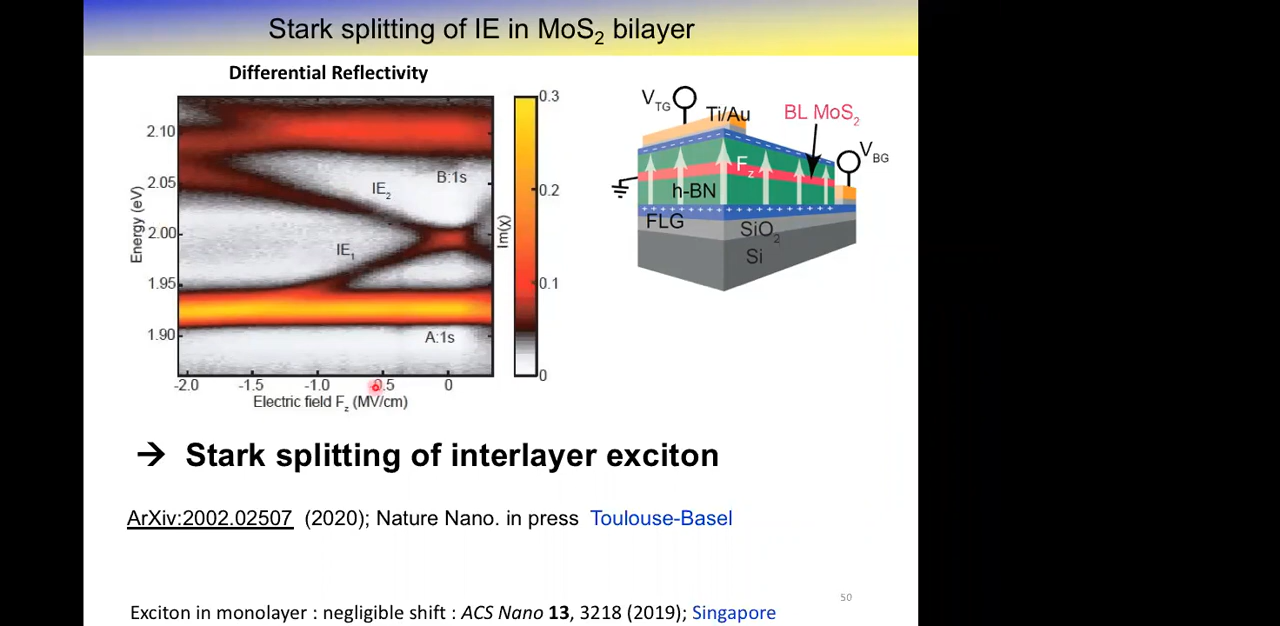 Stark splitting of IE in MoS₂ bilayer
Differential Reflectivity
2.10
2.05
2.00
1.95
1.90
Energy (eV)
IE₂
B:1s
IE₁
A:1s
-2.0 -1.5 -1.0 -0.5 0
Electric field F_z (MV/cm)
0.3
0.2
0.1
0
Im(χ)
V_TG
Ti/Au
BL MoS₂
V_BG
F_z
h-BN
FLG
SiO₂
Si
→ Stark splitting of interlayer exciton
ArXiv:2002.02507 (2020); Nature Nano. in press Toulouse-Basel
50
Exciton in monolayer : negligible shift : ACS Nano 13, 3218 (2019); Singapore